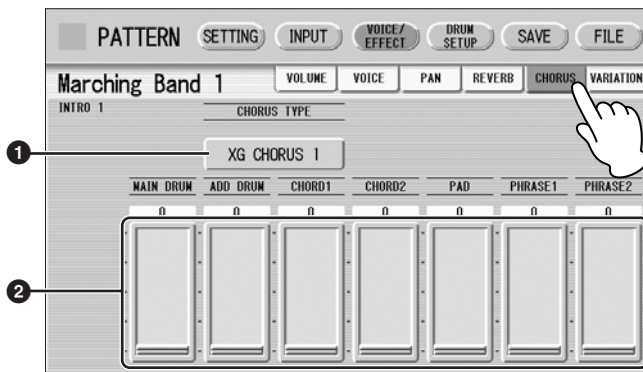 PATTERN SETTING INPUT VOICE/EFFECT DRUM SETUP SAVE FILE
Marching Band 1 VOLUME VOICE PAN REVERB CHORUS VARIATION
INTRO 1 CHORUS TYPE
1 XG CHORUS 1
MAIN DRUM ADD DRUM CHORD1 CHORD2 PAD PHRASE1 PHRASE2
0 0 0 0 0 0 0
2